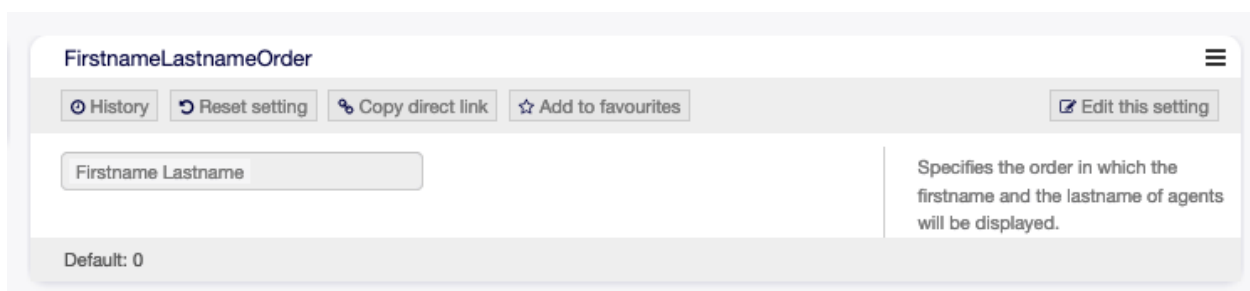 FirstnameLastnameOrder
History Reset setting Copy direct link Add to favourites Edit this setting
Firstname Lastname
Specifies the order in which the
firstname and the lastname of agents
will be displayed.
Default: 0